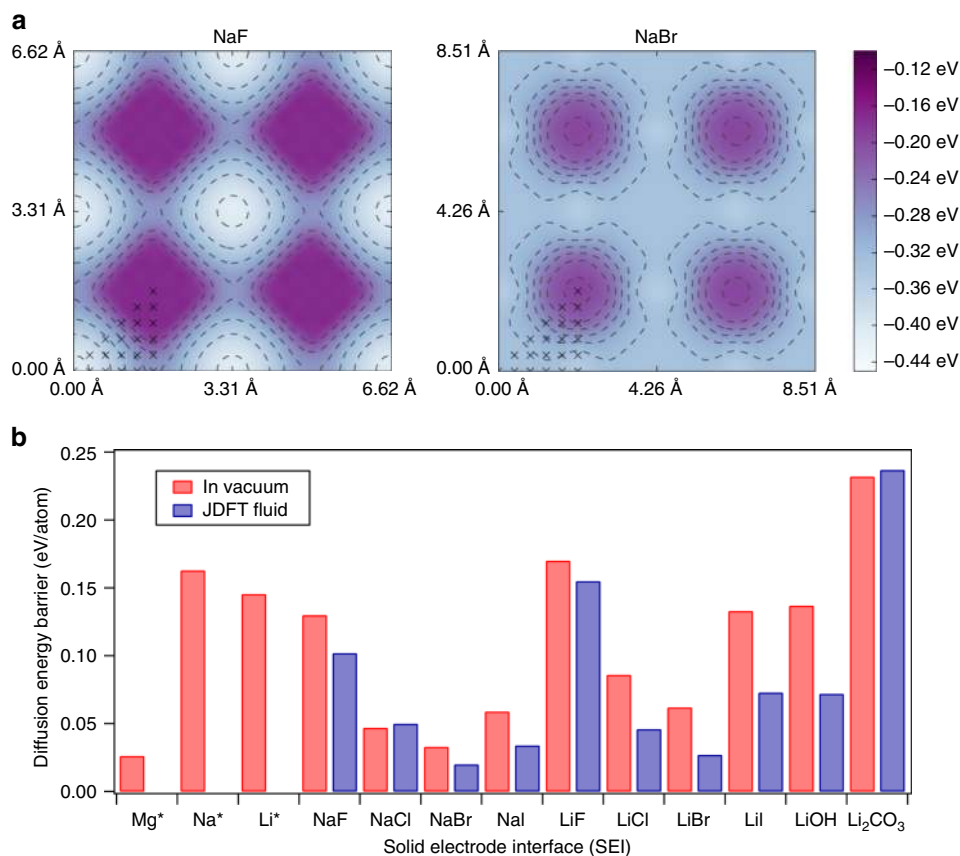 a
NaF
NaBr
6.62 Å
3.31 Å
0.00 Å
0.00 Å 3.31 Å 6.62 Å
8.51 Å
4.26 Å
0.00 Å
0.00 Å 4.26 Å 8.51 Å
–0.12 eV
–0.16 eV
–0.20 eV
–0.24 eV
–0.28 eV
–0.32 eV
–0.36 eV
–0.40 eV
–0.44 eV
b
Diffusion energy barrier (eV/atom)
0.25
0.20
0.15
0.10
0.05
0.00
In vacuum
JDFT fluid
Mg* Na* Li* NaF NaCl NaBr NaI LiF LiCl LiBr LiI LiOH Li₂CO₃
Solid electrode interface (SEI)